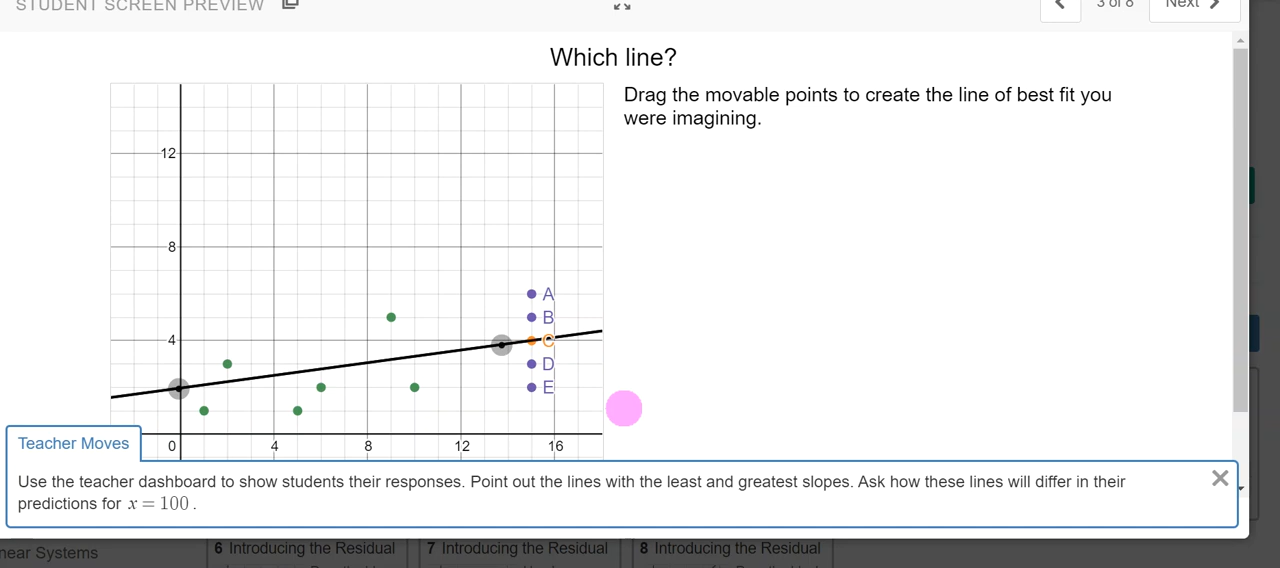 STUDENT SCREEN PREVIEW
3 of 8
Next
Which line?
Drag the movable points to create the line of best fit you
were imagining.
12
8
4
0
4
8
12
16
A
B
C
D
E
Teacher Moves
Use the teacher dashboard to show students their responses. Point out the lines with the least and greatest slopes. Ask how these lines will differ in their
predictions for x = 100 .
near Systems
6 Introducing the Residual
7 Introducing the Residual
8 Introducing the Residual